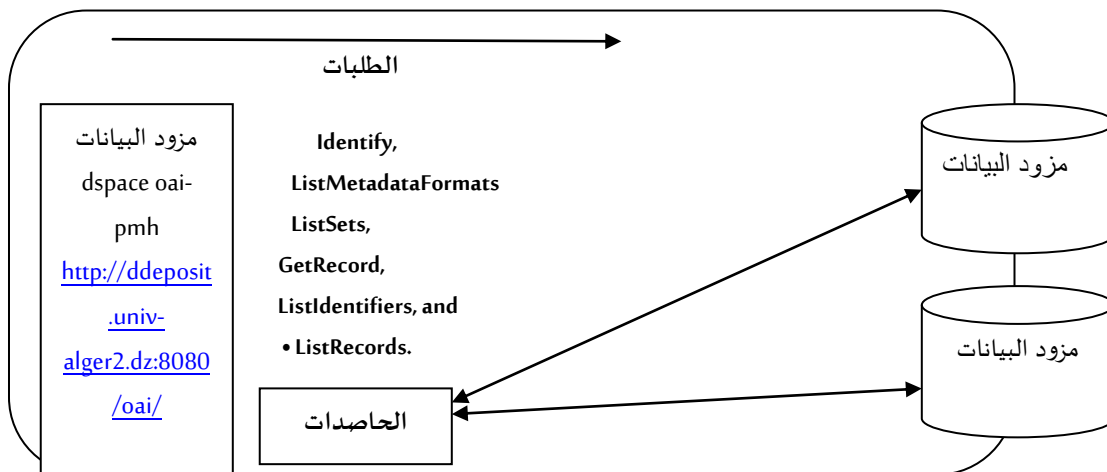 الطلبات
مزود البيانات
dspace oai-
pmh
http://ddeposit
.univ-
alger2.dz:8080
/oai/
Identify,
ListMetadataFormats
ListSets,
GetRecord,
ListIdentifiers, and
• ListRecords.
الحاصدات
مزود البيانات
مزود البيانات